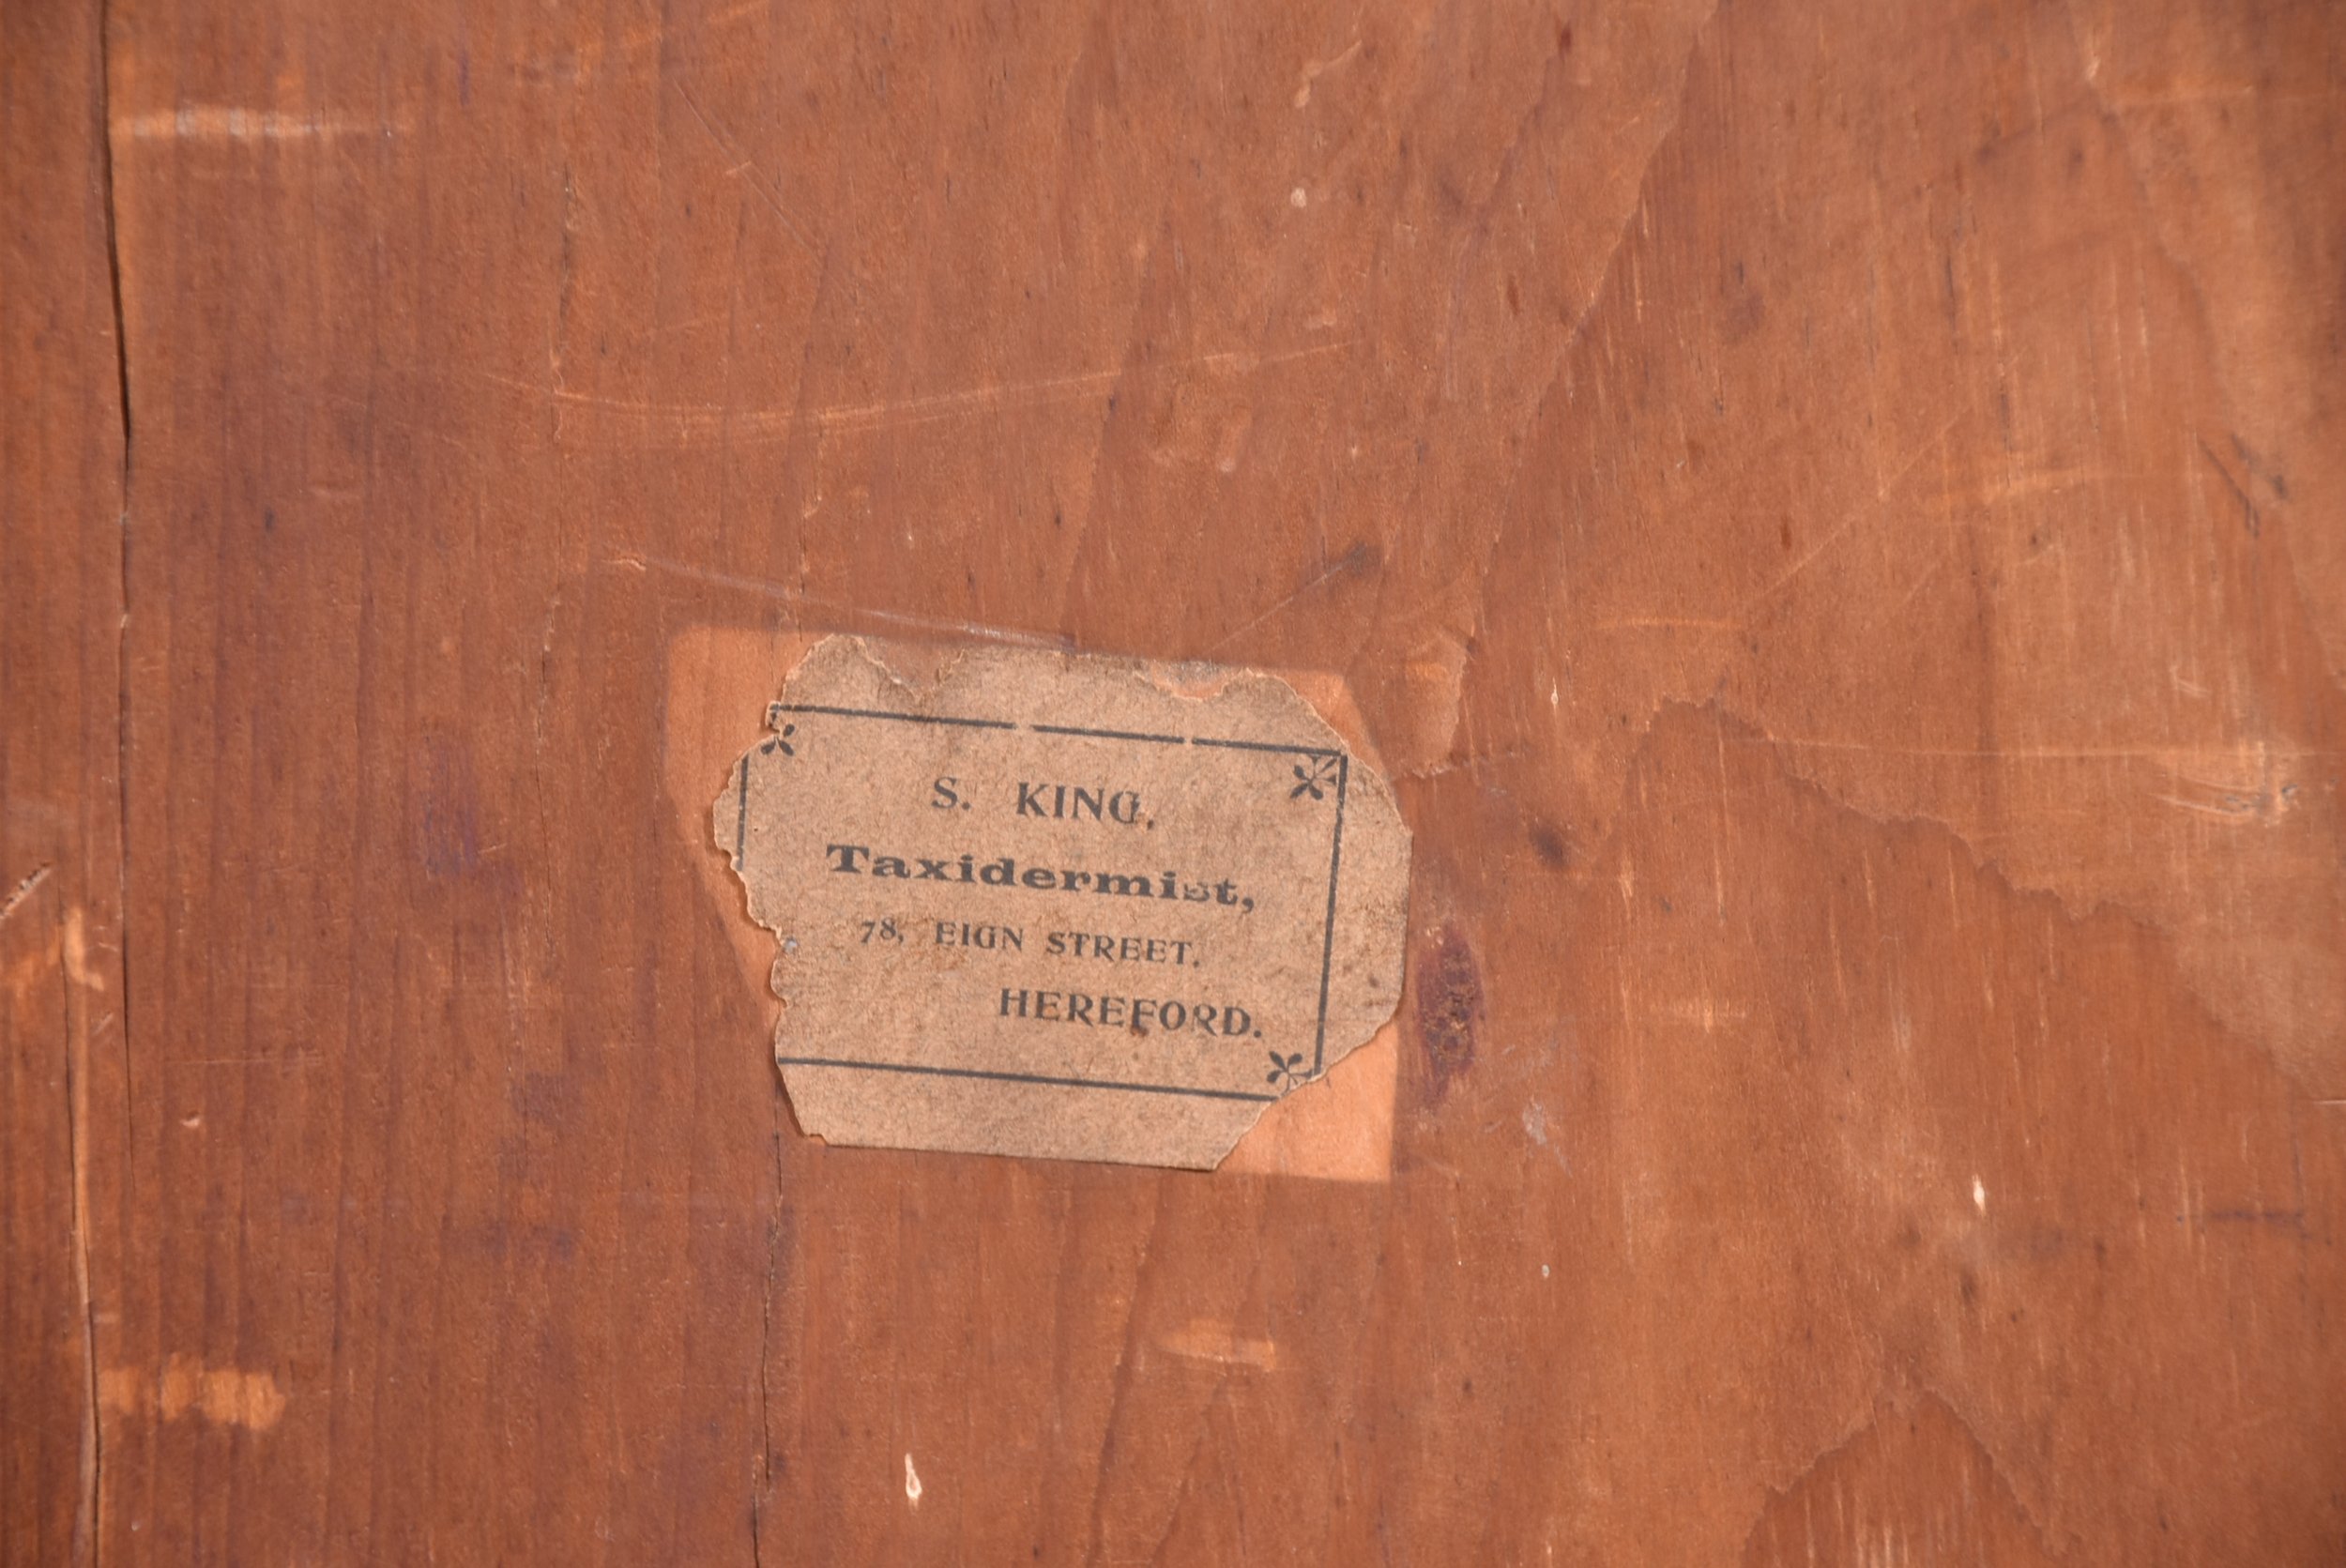 S. KING.
Taxidermist,
78, EIGN STREET.
HEREFORD.